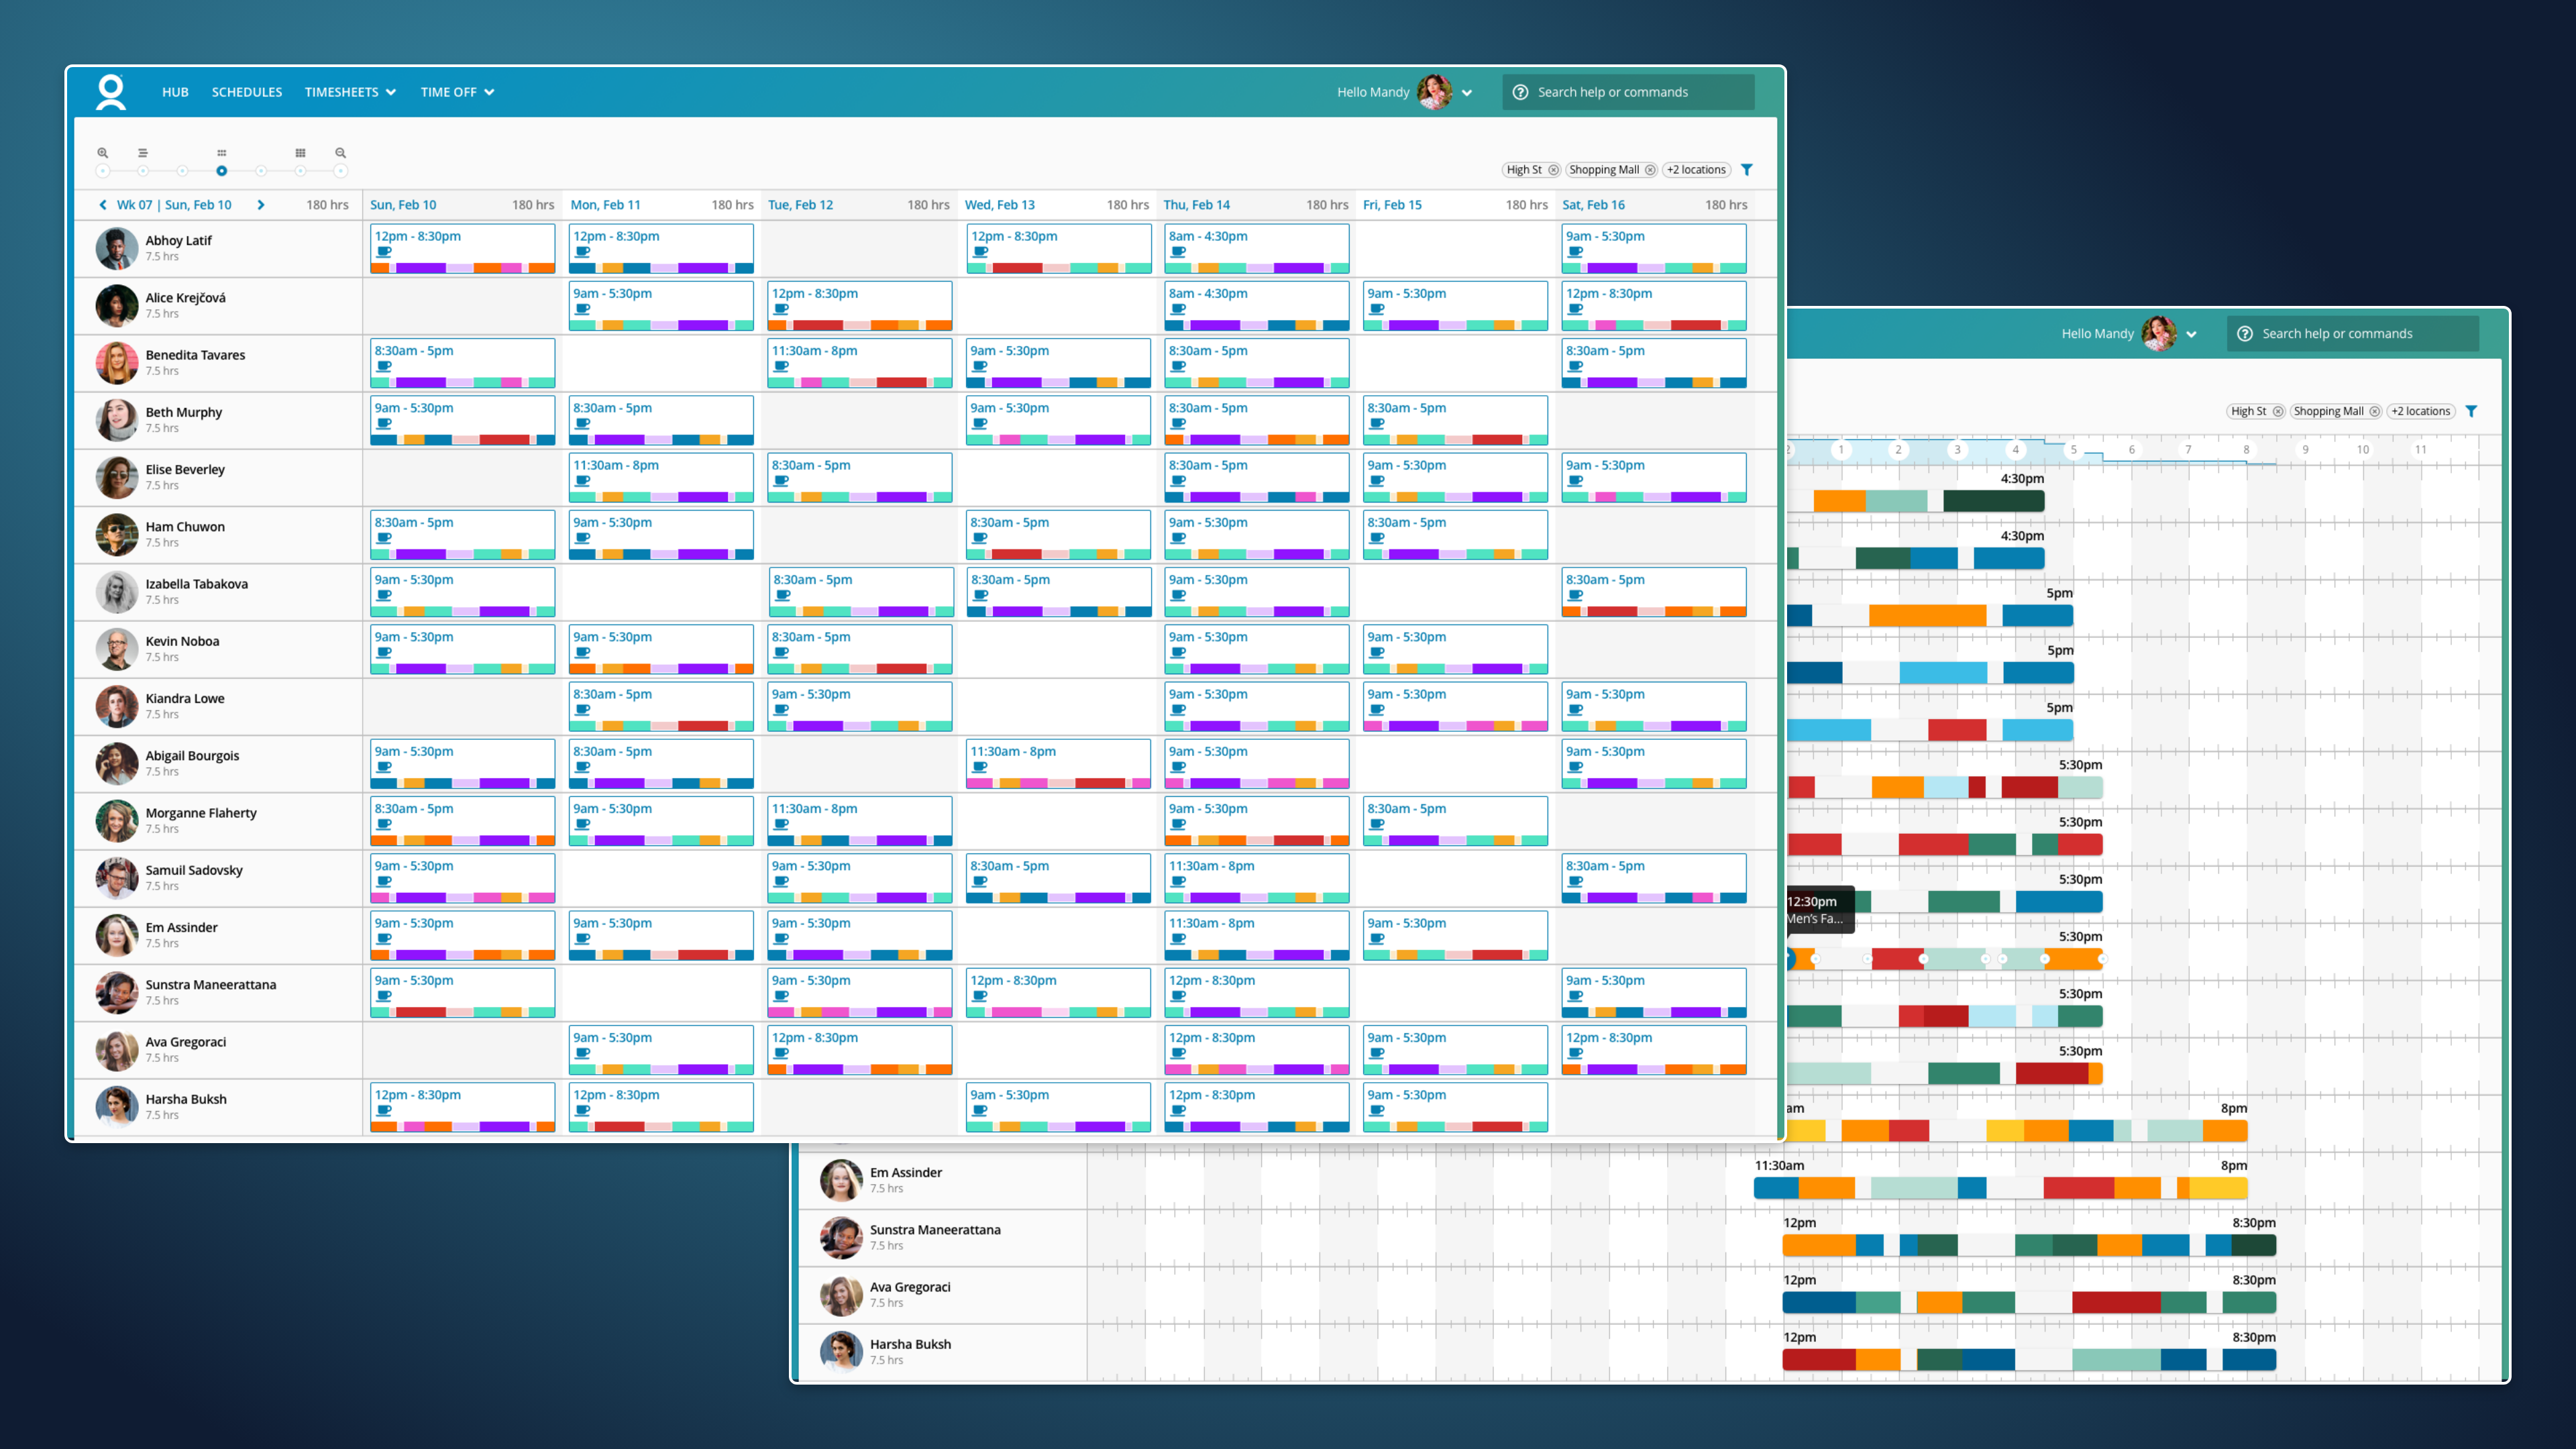 HUB SCHEDULES TIMESHEETS TIME OFF Hello Mandy Search help or commands
High St Shopping Mall +2 locations
Wk 07 | Sun, Feb 10 180 hrs Sun, Feb 10 180 hrs Mon, Feb 11 180 hrs Tue, Feb 12 180 hrs Wed, Feb 13 180 hrs Thu, Feb 14 180 hrs Fri, Feb 15 180 hrs Sat, Feb 16 180 hrs
Abhoy Latif 12pm - 8:30pm 12pm - 8:30pm 12pm - 8:30pm 8am - 4:30pm 9am - 5:30pm
7.5 hrs
Alice Krejčová 9am - 5:30pm 12pm - 8:30pm 8am - 4:30pm 9am - 5:30pm 12pm - 8:30pm
7.5 hrs
Benedita Tavares 8:30am - 5pm 11:30am - 8pm 9am - 5:30pm 8:30am - 5pm 8:30am - 5pm
7.5 hrs
Beth Murphy 9am - 5:30pm 8:30am - 5pm 9am - 5:30pm 8:30am - 5pm 8:30am - 5pm
7.5 hrs
Elise Beverley 11:30am - 8pm 8:30am - 5pm 8:30am - 5pm 9am - 5:30pm 9am - 5:30pm
7.5 hrs
Ham Chuwon 8:30am - 5pm 9am - 5:30pm 8:30am - 5pm 9am - 5:30pm 8:30am - 5pm
7.5 hrs
Izabella Tabakova 9am - 5:30pm 8:30am - 5pm 8:30am - 5pm 9am - 5:30pm 8:30am - 5pm
7.5 hrs
Kevin Noboa 9am - 5:30pm 9am - 5:30pm 8:30am - 5pm 9am - 5:30pm 9am - 5:30pm
7.5 hrs
Kiandra Lowe 8:30am - 5pm 9am - 5:30pm 9am - 5:30pm 9am - 5:30pm 9am - 5:30pm
7.5 hrs
Abigail Bourgois 9am - 5:30pm 8:30am - 5pm 11:30am - 8pm 9am - 5:30pm 9am - 5:30pm
7.5 hrs
Morganne Flaherty 8:30am - 5pm 9am - 5:30pm 11:30am - 8pm 9am - 5:30pm 8:30am - 5pm
7.5 hrs
Samuil Sadovsky 9am - 5:30pm 9am - 5:30pm 8:30am - 5pm 11:30am - 8pm 8:30am - 5pm
7.5 hrs
Em Assinder 9am - 5:30pm 9am - 5:30pm 9am - 5:30pm 11:30am - 8pm 9am - 5:30pm
7.5 hrs
Sunstra Maneerattana 9am - 5:30pm 9am - 5:30pm 12pm - 8:30pm 12pm - 8:30pm 9am - 5:30pm
7.5 hrs
Ava Gregoraci 9am - 5:30pm 12pm - 8:30pm 12pm - 8:30pm 9am - 5:30pm 12pm - 8:30pm
7.5 hrs
Harsha Buksh 12pm - 8:30pm 12pm - 8:30pm 9am - 5:30pm 12pm - 8:30pm 9am - 5:30pm
7.5 hrs
Hello Mandy Search help or commands
High St Shopping Mall +2 locations
2 1 2 3 4 5 6 7 8 9 10 11
4:30pm
4:30pm
5pm
5pm
5pm
5:30pm
5:30pm
5:30pm
12:30pm
Men's Fa...
5:30pm
5:30pm
5:30pm
am 8pm
Em Assinder 11:30am 8pm
7.5 hrs
Sunstra Maneerattana 12pm 8:30pm
7.5 hrs
Ava Gregoraci 12pm 8:30pm
7.5 hrs
Harsha Buksh 12pm 8:30pm
7.5 hrs